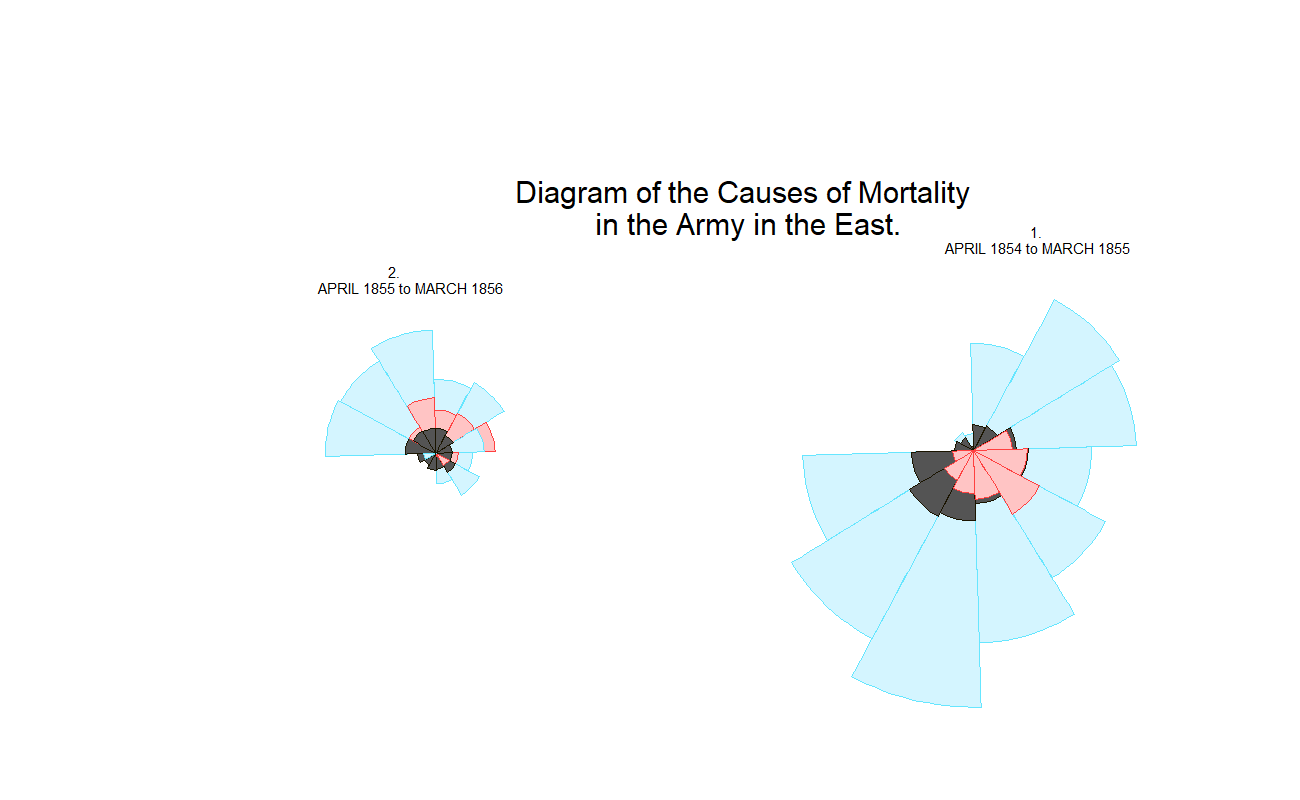 Diagram of the Causes of Mortality
in the Army in the East.
1.
APRIL 1854 to MARCH 1855
2.
APRIL 1855 to MARCH 1856